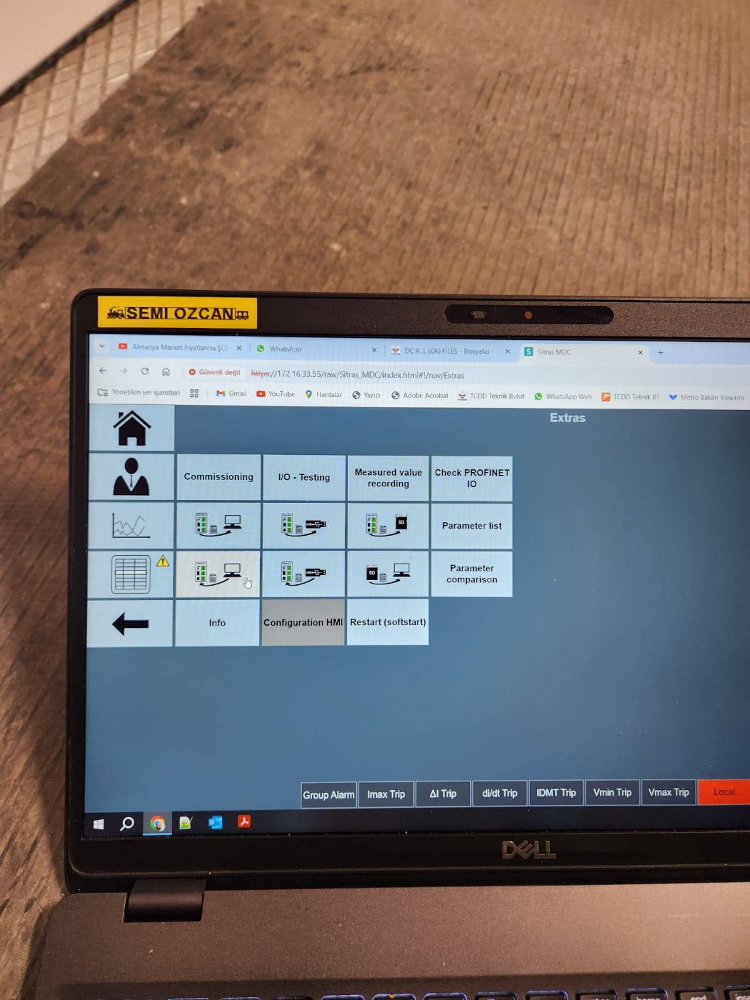 SEMI OZCAN
Almanya Market Fiyatlarına ŞO
WhatsApp
DC ALL LOG FILES - Dosyalar -
Sitras MDC
Güvenli değil
https://172.16.33.55/raw/Sitras_MDC/index.html#!/nav/Extras
Yönetilen yer işaretleri
Gmail
YouTube
Haritalar
Yazıcı
Adobe Acrobat
TCDD Teknik Bulut
WhatsApp Web
TCDD Teknik BT
Metro Bakım Yönetim
Extras
Commissioning
I/O - Testing
Measured value
recording
Check PROFINET
IO
SD
Parameter list
SD
Parameter
comparison
Info
Configuration HMI
Restart (softstart)
Group Alarm
Imax Trip
ΔI Trip
di/dt Trip
IDMT Trip
Vmin Trip
Vmax Trip
Local
DELL
home
end